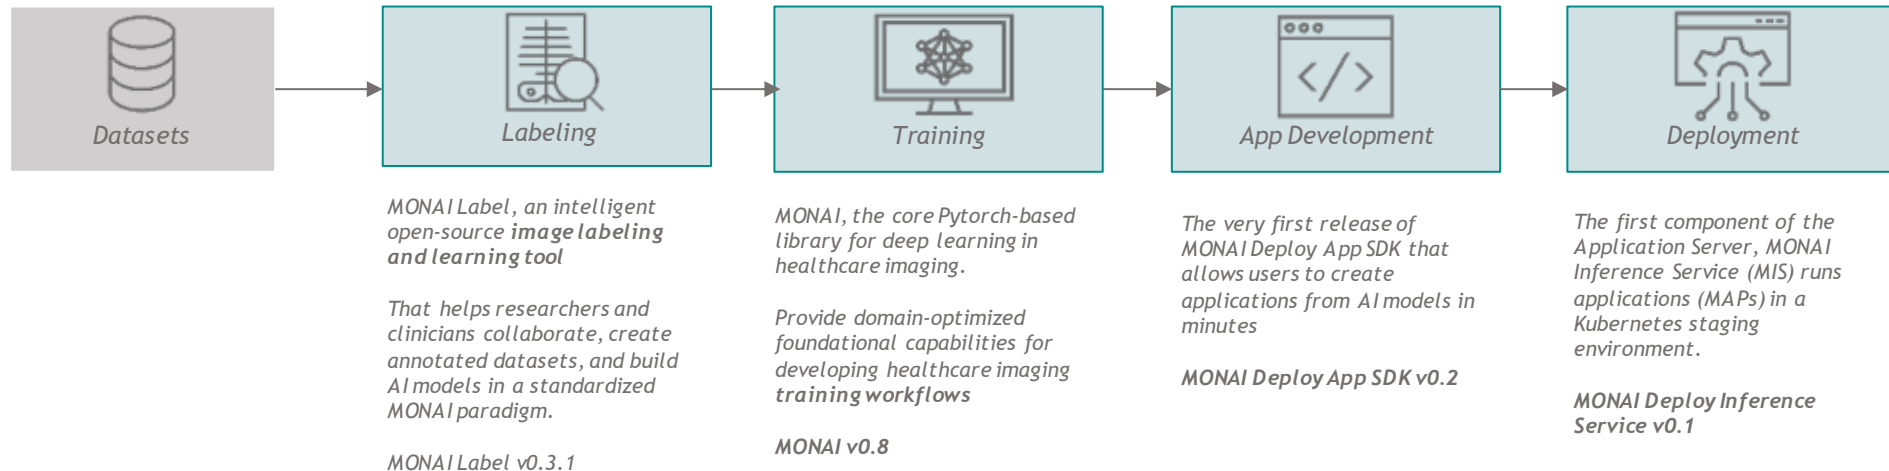 Datasets
Labeling
Training
App Development
Deployment
MONAI Label, an intelligent
open-source image labeling
and learning tool
That helps researchers and
clinicians collaborate, create
annotated datasets, and build
AI models in a standardized
MONAI paradigm.
MONAI Label v0.3.1
MONAI, the core Pytorch-based
library for deep learning in
healthcare imaging.
Provide domain-optimized
foundational capabilities for
developing healthcare imaging
training workflows
MONAI v0.8
The very first release of
MONAI Deploy App SDK that
allows users to create
applications from AI models in
minutes
MONAI Deploy App SDK v0.2
The first component of the
Application Server, MONAI
Inference Service (MIS) runs
applications (MAPs) in a
Kubernetes staging
environment.
MONAI Deploy Inference
Service v0.1